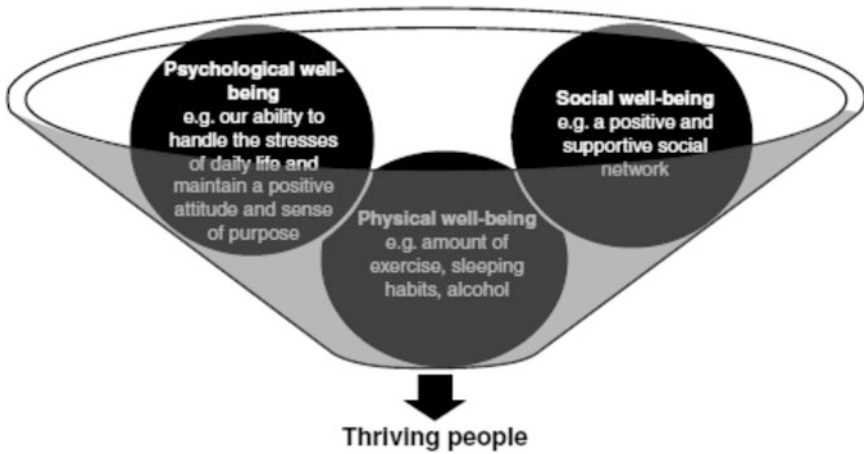 Psychological well-
being
e.g. our ability to
handle the stresses
of daily life and
maintain a positive
attitude and sense
of purpose
Social well-being
e.g. a positive and
supportive social
network
Physical well-being
e.g. amount of
exercise, sleeping
habits, alcohol
Thriving people